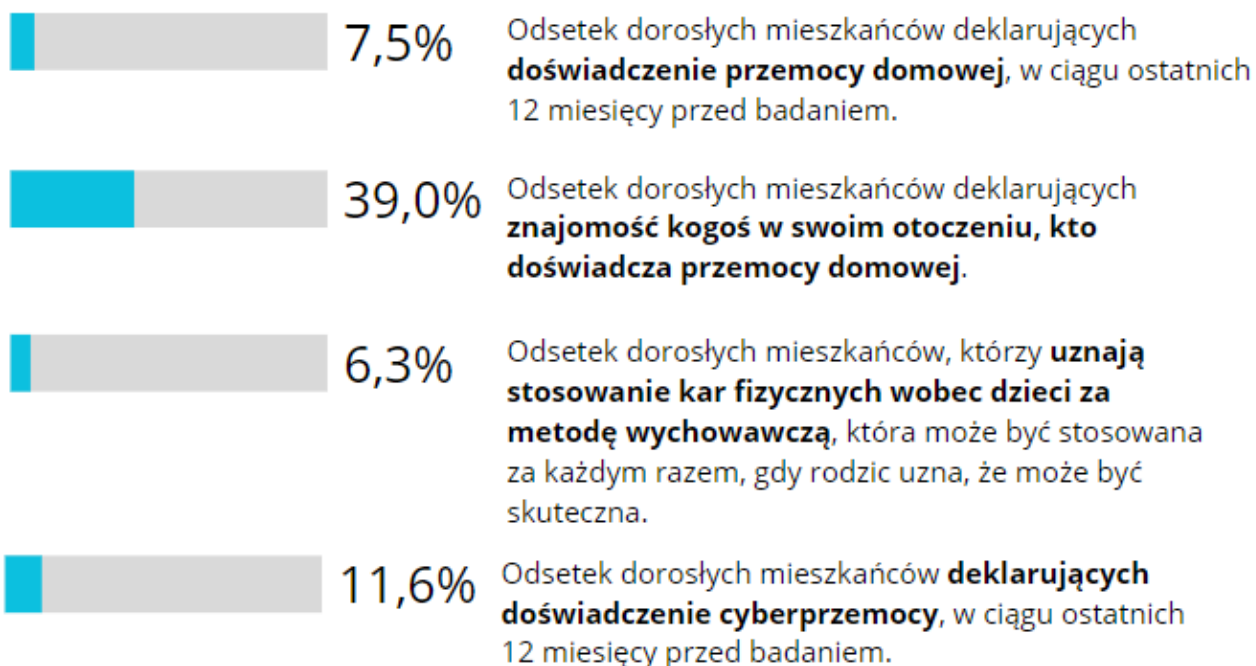 7,5%
Odsetek dorosłych mieszkańców deklarujących
doświadczenie przemocy domowej, w ciągu ostatnich
12 miesięcy przed badaniem.
39,0%
Odsetek dorosłych mieszkańców deklarujących
znajomość kogoś w swoim otoczeniu, kto
doświadcza przemocy domowej.
6,3%
Odsetek dorosłych mieszkańców, którzy uznają
stosowanie kar fizycznych wobec dzieci za
metodę wychowawczą, która może być stosowana
za każdym razem, gdy rodzic uzna, że może być
skuteczna.
11,6%
Odsetek dorosłych mieszkańców deklarujących
doświadczenie cyberprzemocy, w ciągu ostatnich
12 miesięcy przed badaniem.